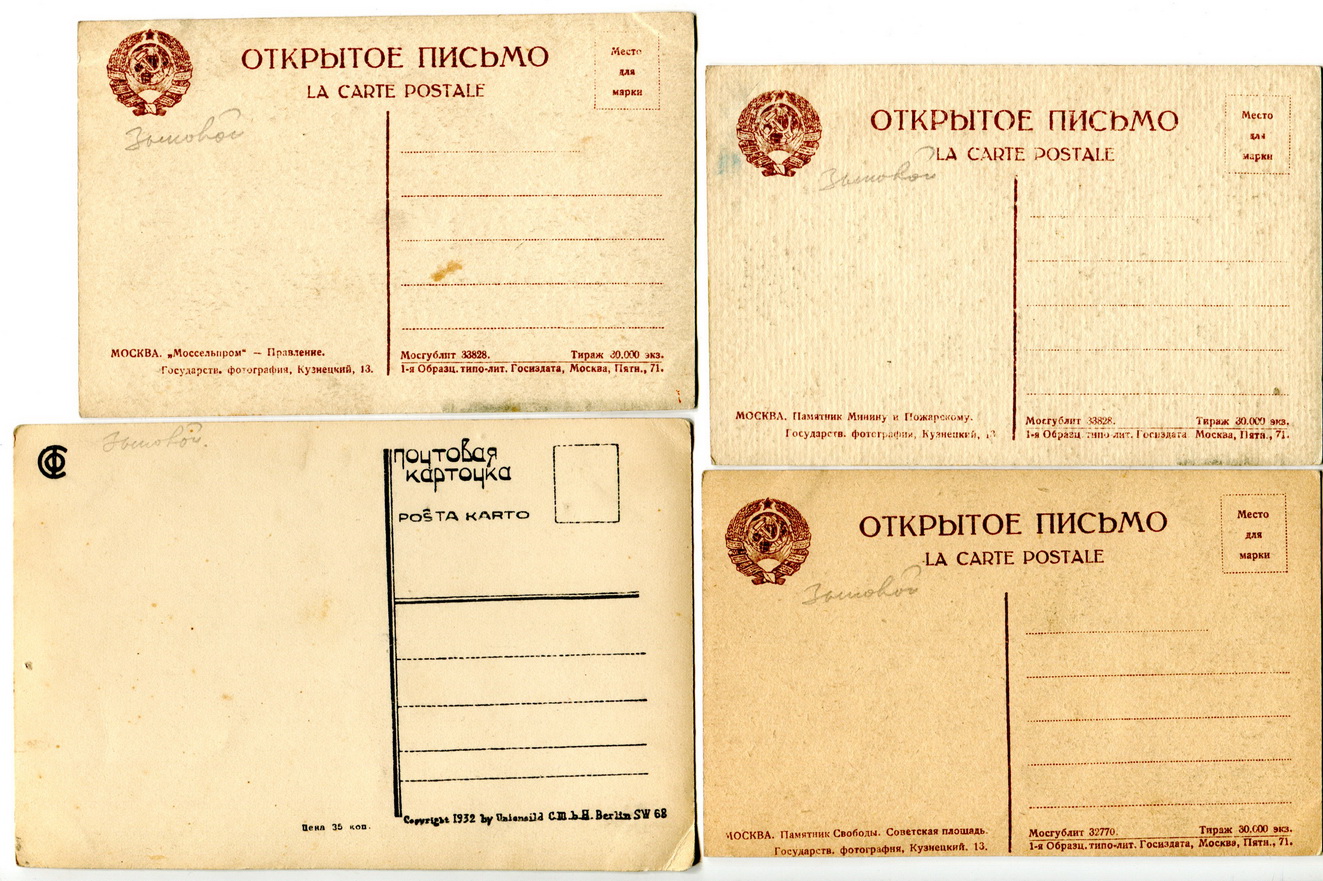 ОТКРЫТОЕ ПИСЬМО
LA CARTE POSTALE
Место
для
марки
МОСКВА. „Моссельпром“ — Правление.
Государств. фотография, Кузнецкий, 13.
Мосгублит 33828. Тираж 30.000 экз.
1-я Образц. типо-лит. Госиздата, Москва, Пятн., 71.
ОТКРЫТОЕ ПИСЬМО
LA CARTE POSTALE
Место
для
марки
МОСКВА. Памятник Минину и Пожарскому.
Государств. фотография, Кузнецкий, 13
Мосгублит 33828. Тираж 30.000 экз.
1-я Образц. типо-лит. Госиздата Москва, Пятн., 71.
почтовая
карточка
POŜTA KARTO
Цена 35 коп.
Copyright 1932 by Unionbild G.m.b.H. Berlin SW 68
ОТКРЫТОЕ ПИСЬМО
LA CARTE POSTALE
Место
для
марки
МОСКВА. Памятник Свободы. Советская площадь.
Государств. фотография, Кузнецкий, 13.
Мосгублит 32770. Тираж 30.000 экз.
1-я Образц. типо-лит. Госиздата, Москва, Пятн., 71.